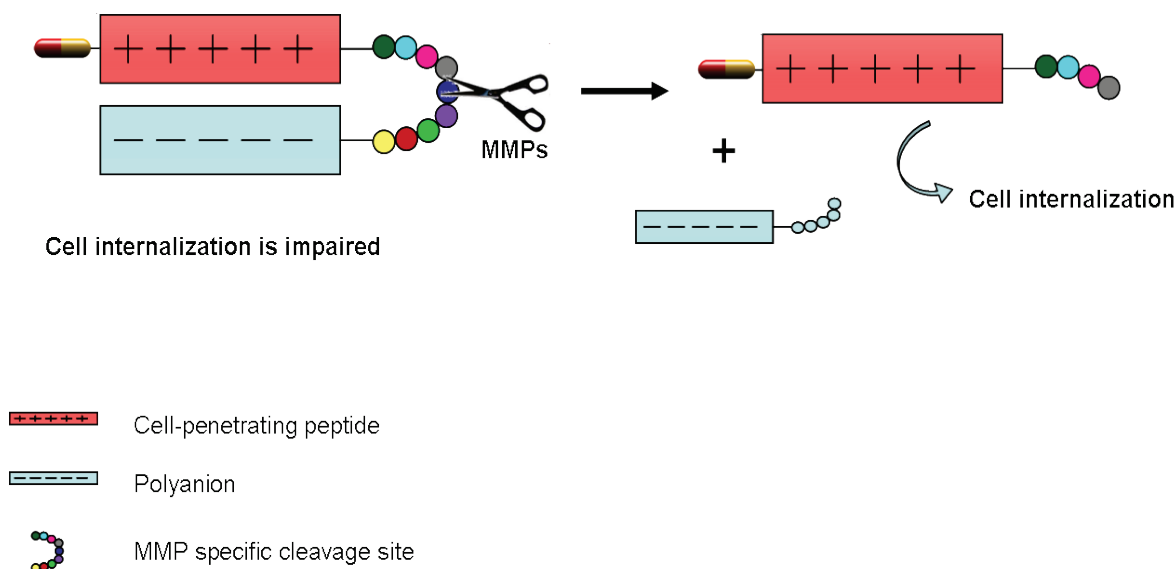 MMPs
+
Cell internalization
Cell internalization is impaired
Cell-penetrating peptide
Polyanion
MMP specific cleavage site